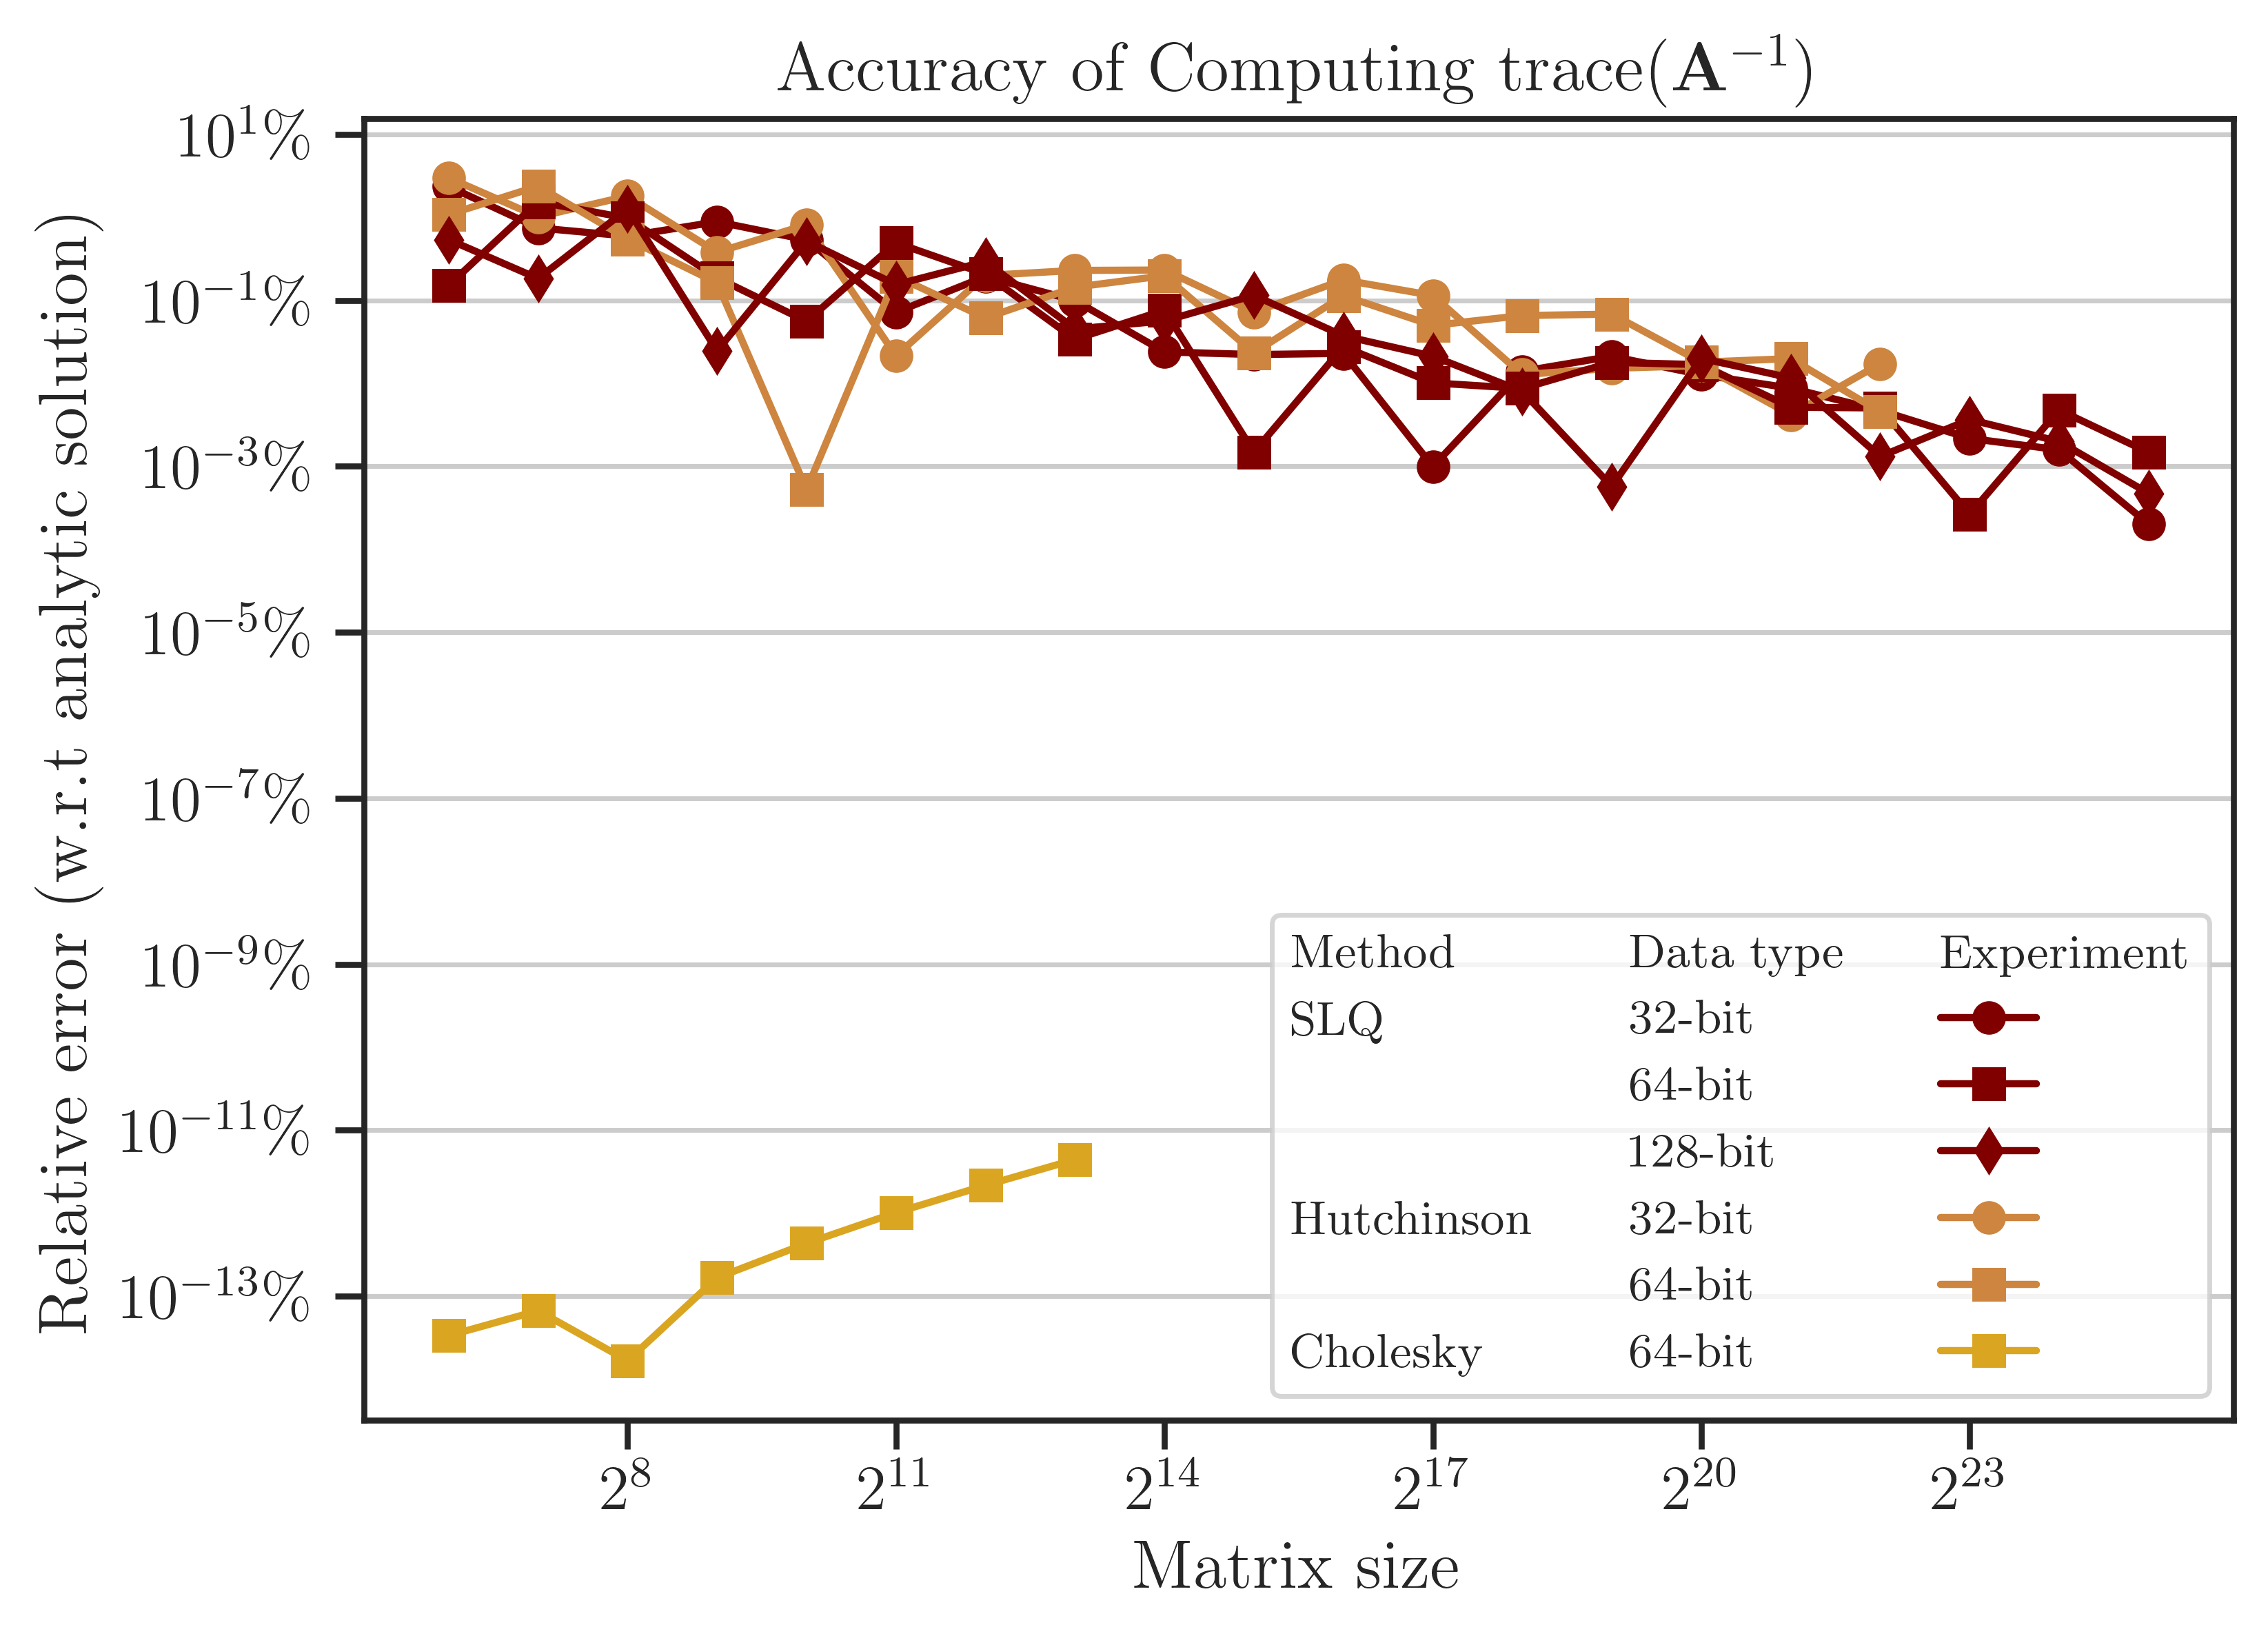 Accuracy of Computing trace(A⁻¹)
Relative error (w.r.t analytic solution)
10¹%
10⁻¹%
10⁻³%
10⁻⁵%
10⁻⁷%
10⁻⁹%
10⁻¹¹%
10⁻¹³%
Method Data type Experiment
SLQ 32-bit
64-bit
128-bit
Hutchinson 32-bit
64-bit
Cholesky 64-bit
2⁸ 2¹¹ 2¹⁴ 2¹⁷ 2²⁰ 2²³
Matrix size